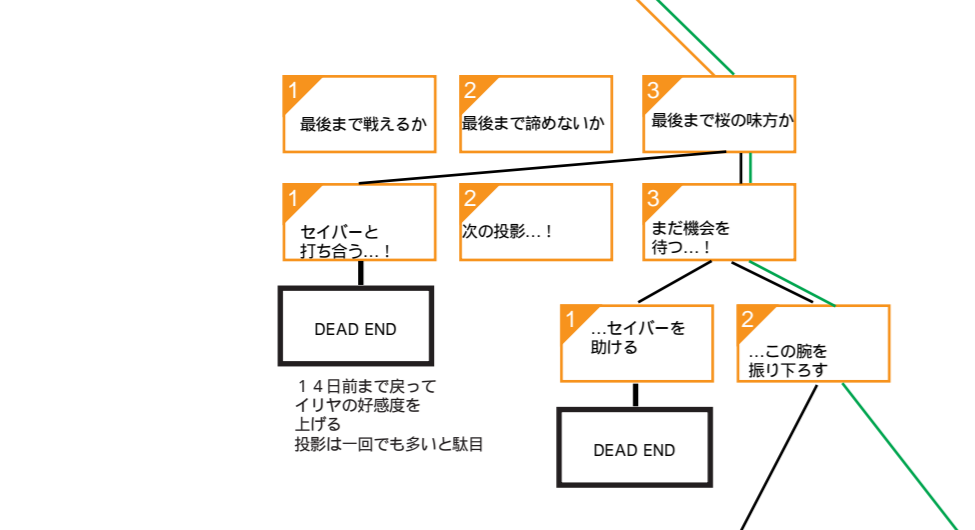 1
最後まで戦えるか
2
最後まで諦めないか
3
最後まで桜の味方か
1
セイバーと
打ち合う…！
2
次の投影…！
3
まだ機会を
待つ…！
DEAD END
１４日前まで戻って
イリヤの好感度を
上げる
投影は一回でも多いと駄目
1
…セイバーを
助ける
2
…この腕を
振り下ろす
DEAD END